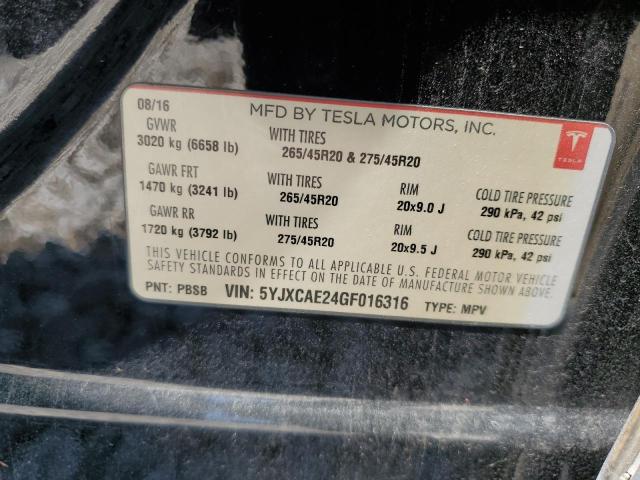 08/16
MFD BY TESLA MOTORS, INC.
GVWR
3020 kg (6658 lb)
WITH TIRES
265/45R20 & 275/45R20
TESLA
GAWR FRT
1470 kg (3241 lb)
WITH TIRES
265/45R20
RIM
20x9.0 J
COLD TIRE PRESSURE
290 kPa, 42 psi
GAWR RR
1720 kg (3792 lb)
WITH TIRES
275/45R20
RIM
20x9.5 J
COLD TIRE PRESSURE
290 kPa, 42 psi
THIS VEHICLE CONFORMS TO ALL APPLICABLE U.S. FEDERAL MOTOR VEHICLE
SAFETY STANDARDS IN EFFECT ON THE DATE OF MANUFACTURE SHOWN ABOVE.
PNT: PBSB VIN: 5YJXCAE24GF016316 TYPE: MPV